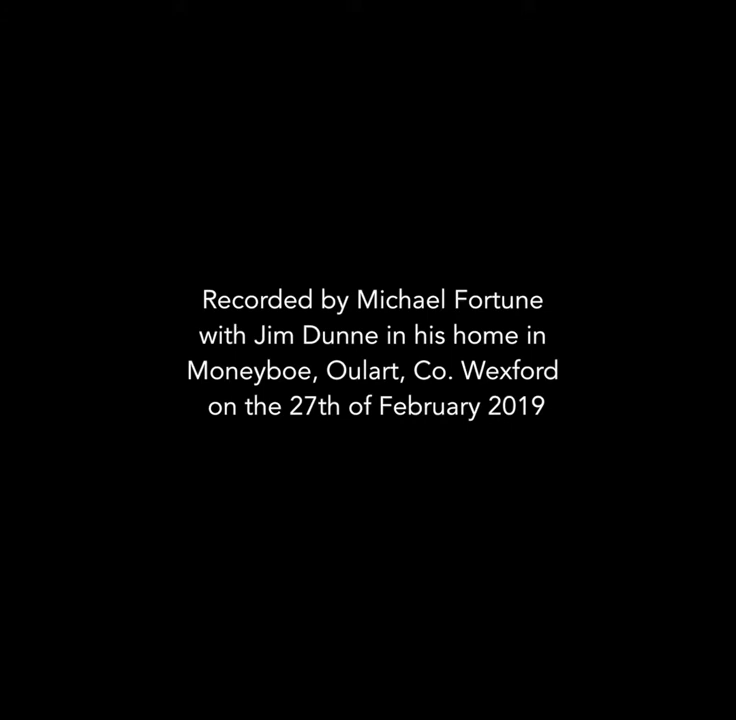 Recorded by Michael Fortune
with Jim Dunne in his home in
Moneyboe, Oulart, Co. Wexford
on the 27th of February 2019